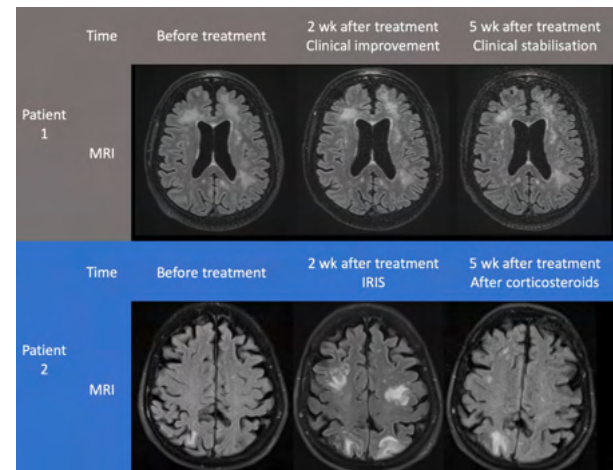 Time Before treatment 2 wk after treatment 5 wk after treatment
Clinical improvement Clinical stabilisation
Patient
1
MRI
Time Before treatment 2 wk after treatment 5 wk after treatment
IRIS After corticosteroids
Patient
2
MRI